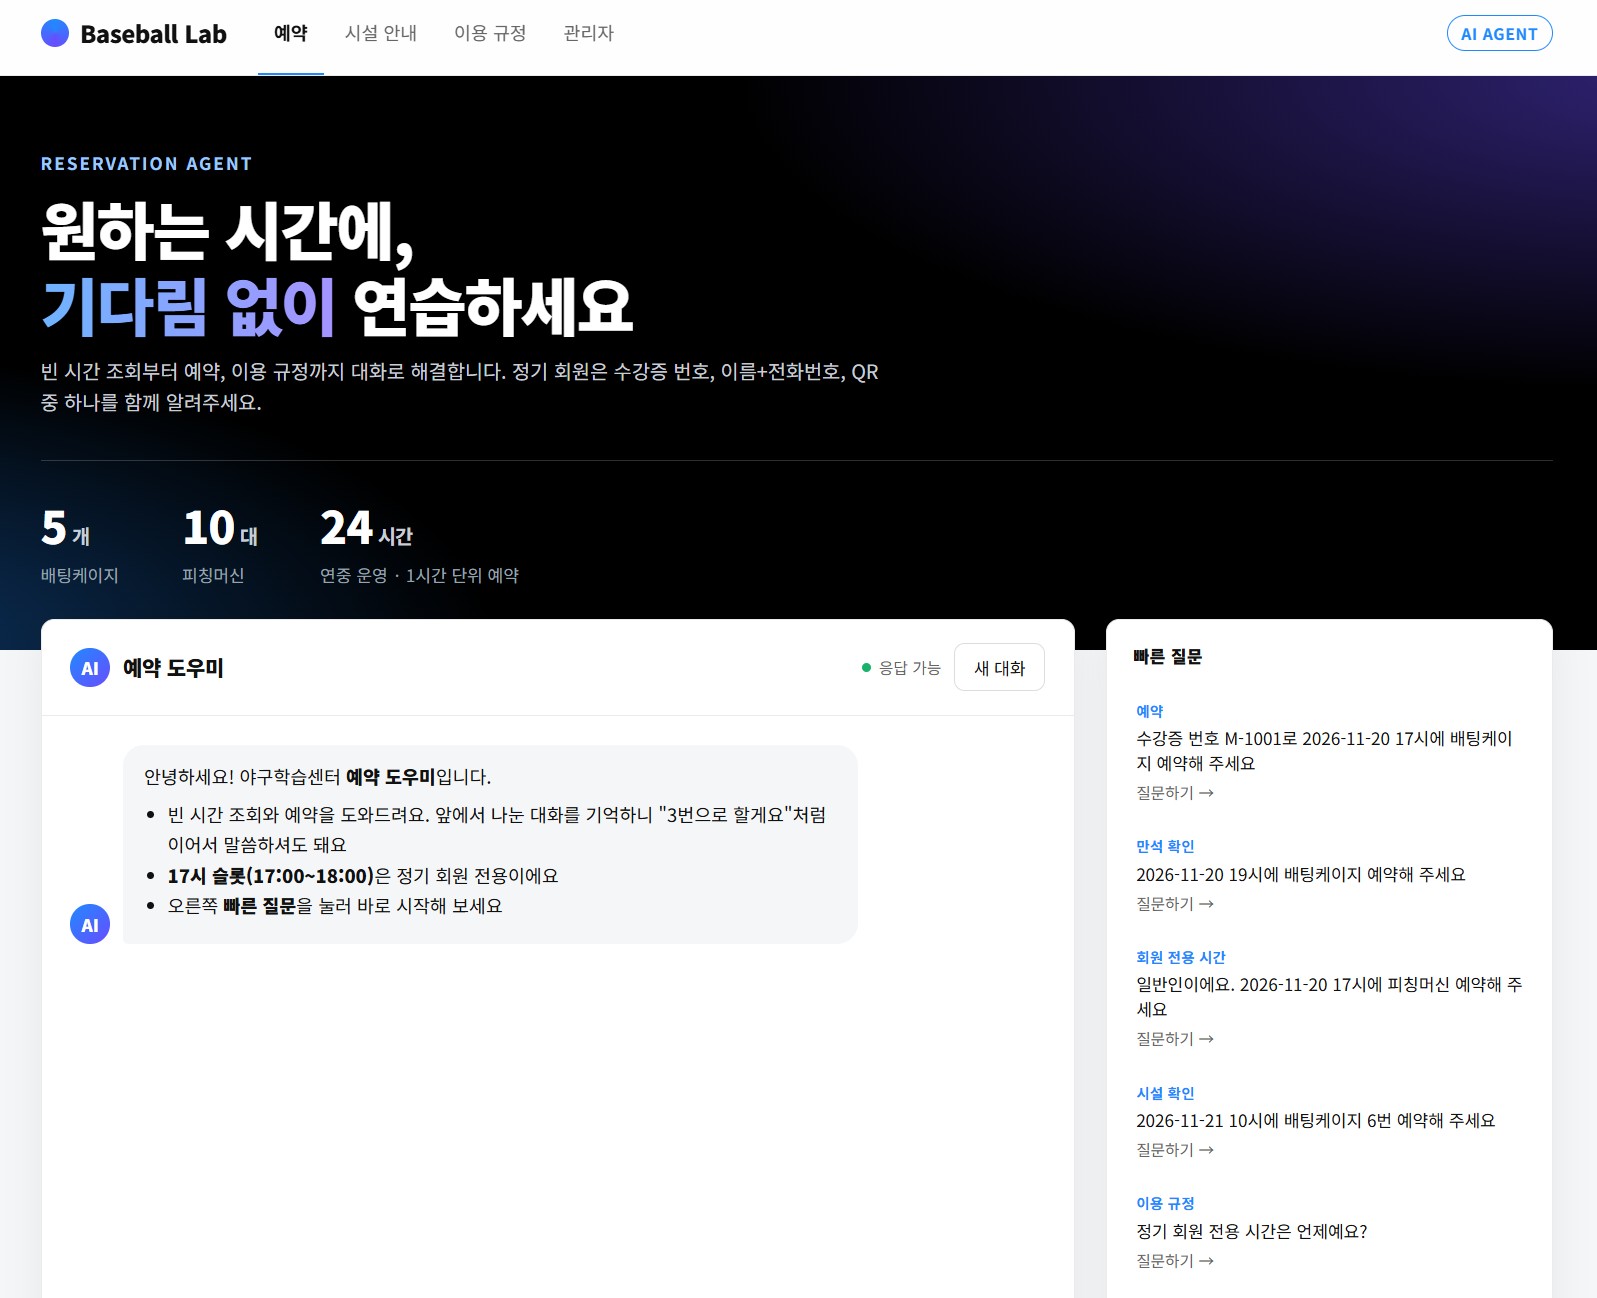 Baseball Lab
예약
시설 안내
이용 규정
관리자
AI AGENT
RESERVATION AGENT
원하는 시간에,
기다림 없이 연습하세요
빈 시간 조회부터 예약, 이용 규정까지 대화로 해결합니다. 정기 회원은 수강증 번호, 이름+전화번호, QR
중 하나를 함께 알려주세요.
5 개
배팅케이지
10 대
피칭머신
24 시간
연중 운영 · 1시간 단위 예약
AI
예약 도우미
응답 가능
새 대화
안녕하세요! 야구학습센터 예약 도우미입니다.
• 빈 시간 조회와 예약을 도와드려요. 앞에서 나눈 대화를 기억하니 "3번으로 할게요"처럼
이어서 말씀하셔도 돼요
• 17시 슬롯(17:00~18:00)은 정기 회원 전용이에요
• 오른쪽 빠른 질문을 눌러 바로 시작해 보세요
AI
빠른 질문
예약
수강증 번호 M-1001로 2026-11-20 17시에 배팅케이
지 예약해 주세요
질문하기 →
만석 확인
2026-11-20 19시에 배팅케이지 예약해 주세요
질문하기 →
회원 전용 시간
일반인이에요. 2026-11-20 17시에 피칭머신 예약해 주
세요
질문하기 →
시설 확인
2026-11-21 10시에 배팅케이지 6번 예약해 주세요
질문하기 →
이용 규정
정기 회원 전용 시간은 언제예요?
질문하기 →